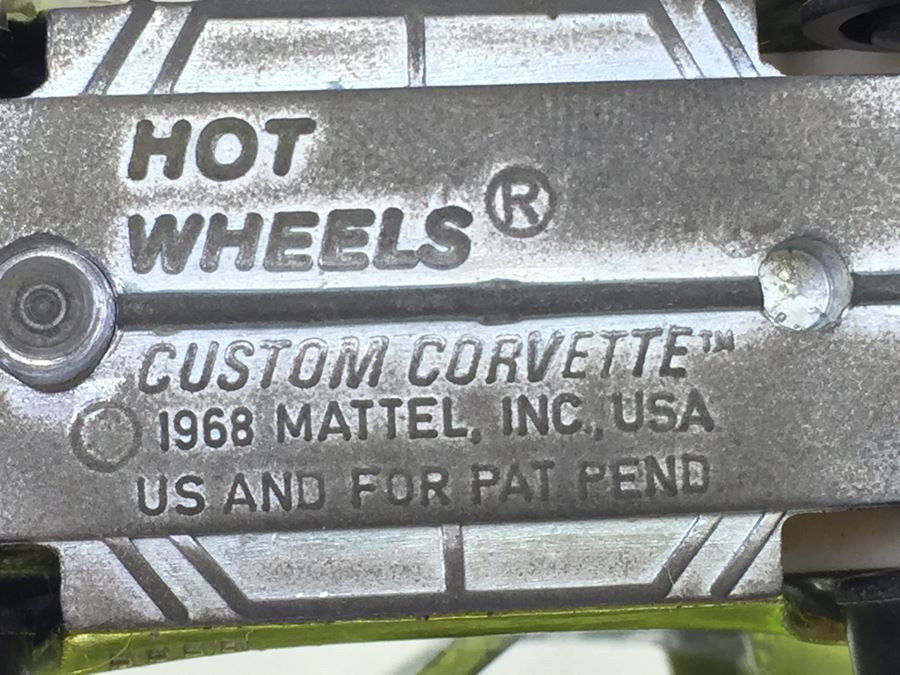 HOT
WHEELS®
CUSTOM CORVETTE™
1968 MATTEL, INC., USA
US AND FOR PAT PEND